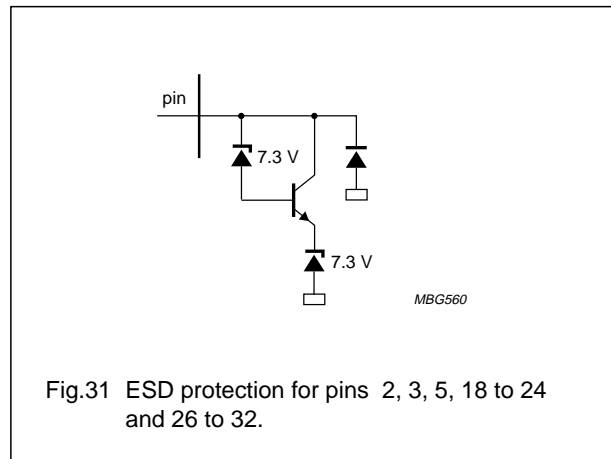 pin
7.3 V
7.3 V
MBG560
Fig.31 ESD protection for pins 2, 3, 5, 18 to 24
and 26 to 32.